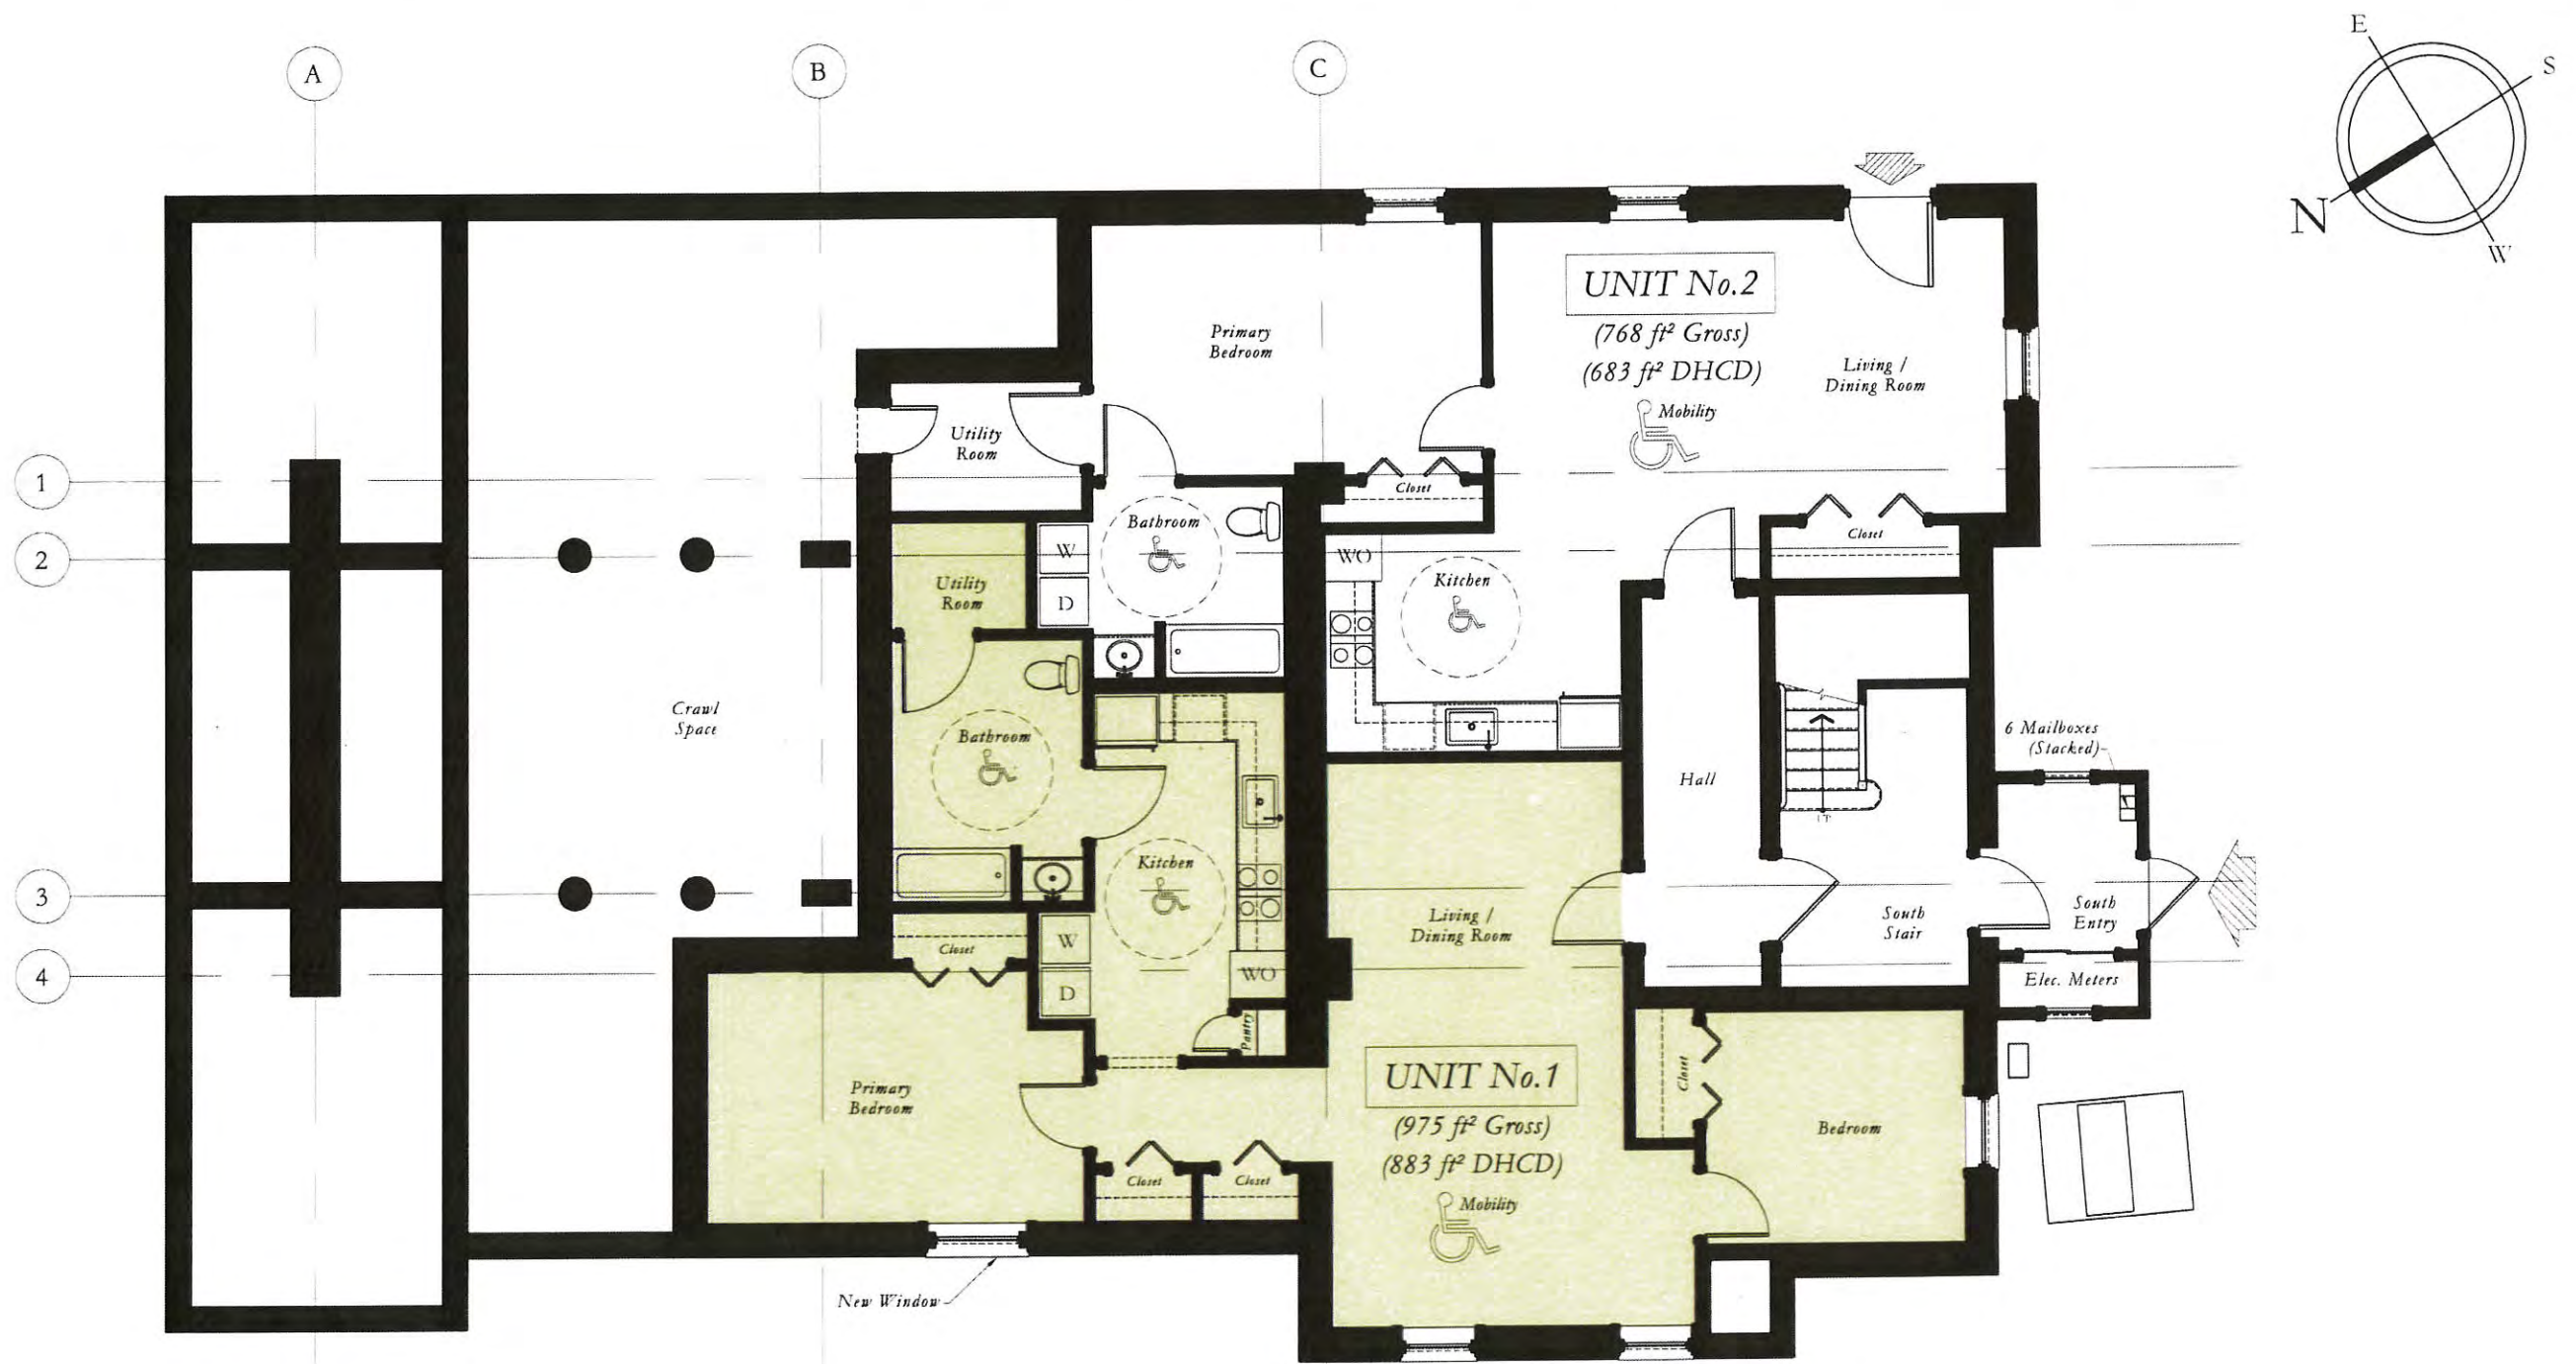 A
B
C
E
S
N
W
1
2
3
4
UNIT No.2
(768 ft² Gross)
(683 ft² DHCD)
Mobility
Living /
Dining Room
Primary
Bedroom
Utility
Room
Closet
Bathroom
W
D
WO
Kitchen
Closet
Utility
Room
Bathroom
Crawl
Space
Hall
6 Mailboxes
(Stacked)
Kitchen
Living /
Dining Room
South
Stair
South
Entry
Elec. Meters
Closet
W
D
WO
Pantry
Primary
Bedroom
UNIT No.1
(975 ft² Gross)
(883 ft² DHCD)
Mobility
Closet
Bedroom
Closet
Closet
New Window